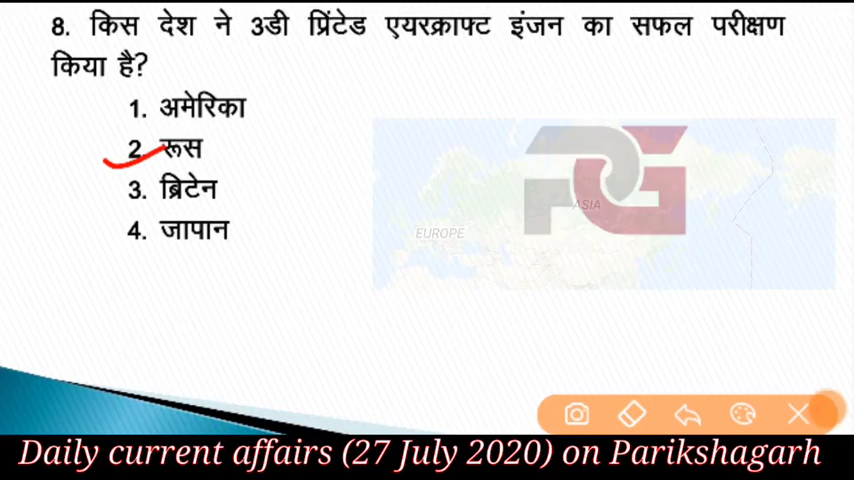 8. किस देश ने 3डी प्रिंटेड एयरक्राफ्ट इंजन का सफल परीक्षण
किया है?
1. अमेरिका
2. रूस
3. ब्रिटेन
4. जापान
PG
ASIA
EUROPE
Daily current affairs (27 July 2020) on Parikshagarh